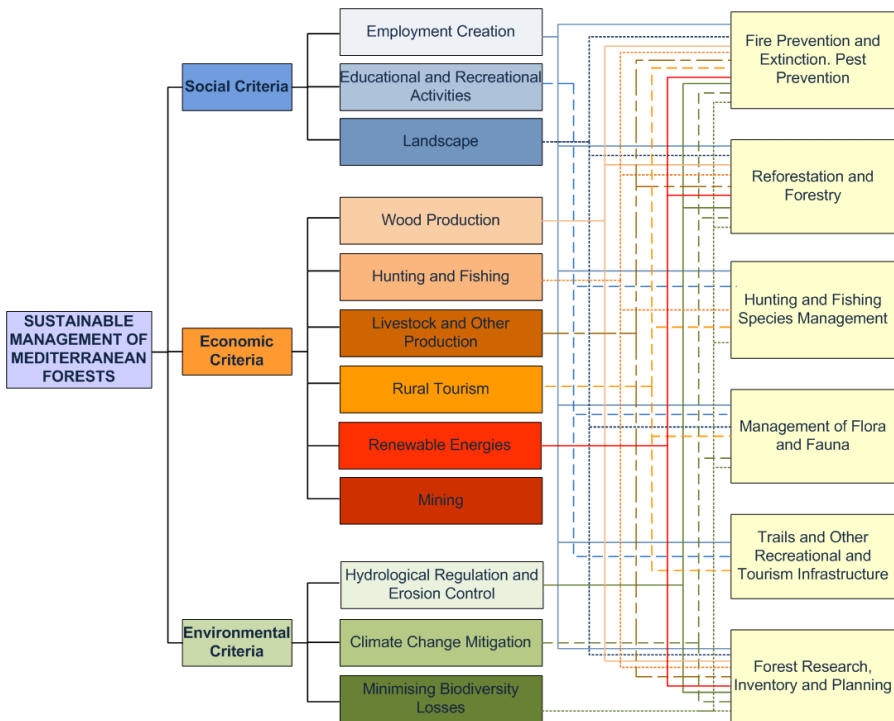 SUSTAINABLE
MANAGEMENT OF
MEDITERRANEAN
FORESTS
Social Criteria
Economic
Criteria
Environmental
Criteria
Employment Creation
Educational and Recreational
Activities
Landscape
Wood Production
Hunting and Fishing
Livestock and Other
Production
Rural Tourism
Renewable Energies
Mining
Hydrological Regulation and
Erosion Control
Climate Change Mitigation
Minimising Biodiversity
Losses
Fire Prevention and
Extinction. Pest
Prevention
Reforestation and
Forestry
Hunting and Fishing
Species Management
Management of Flora
and Fauna
Trails and Other
Recreational and
Tourism Infrastructure
Forest Research,
Inventory and Planning